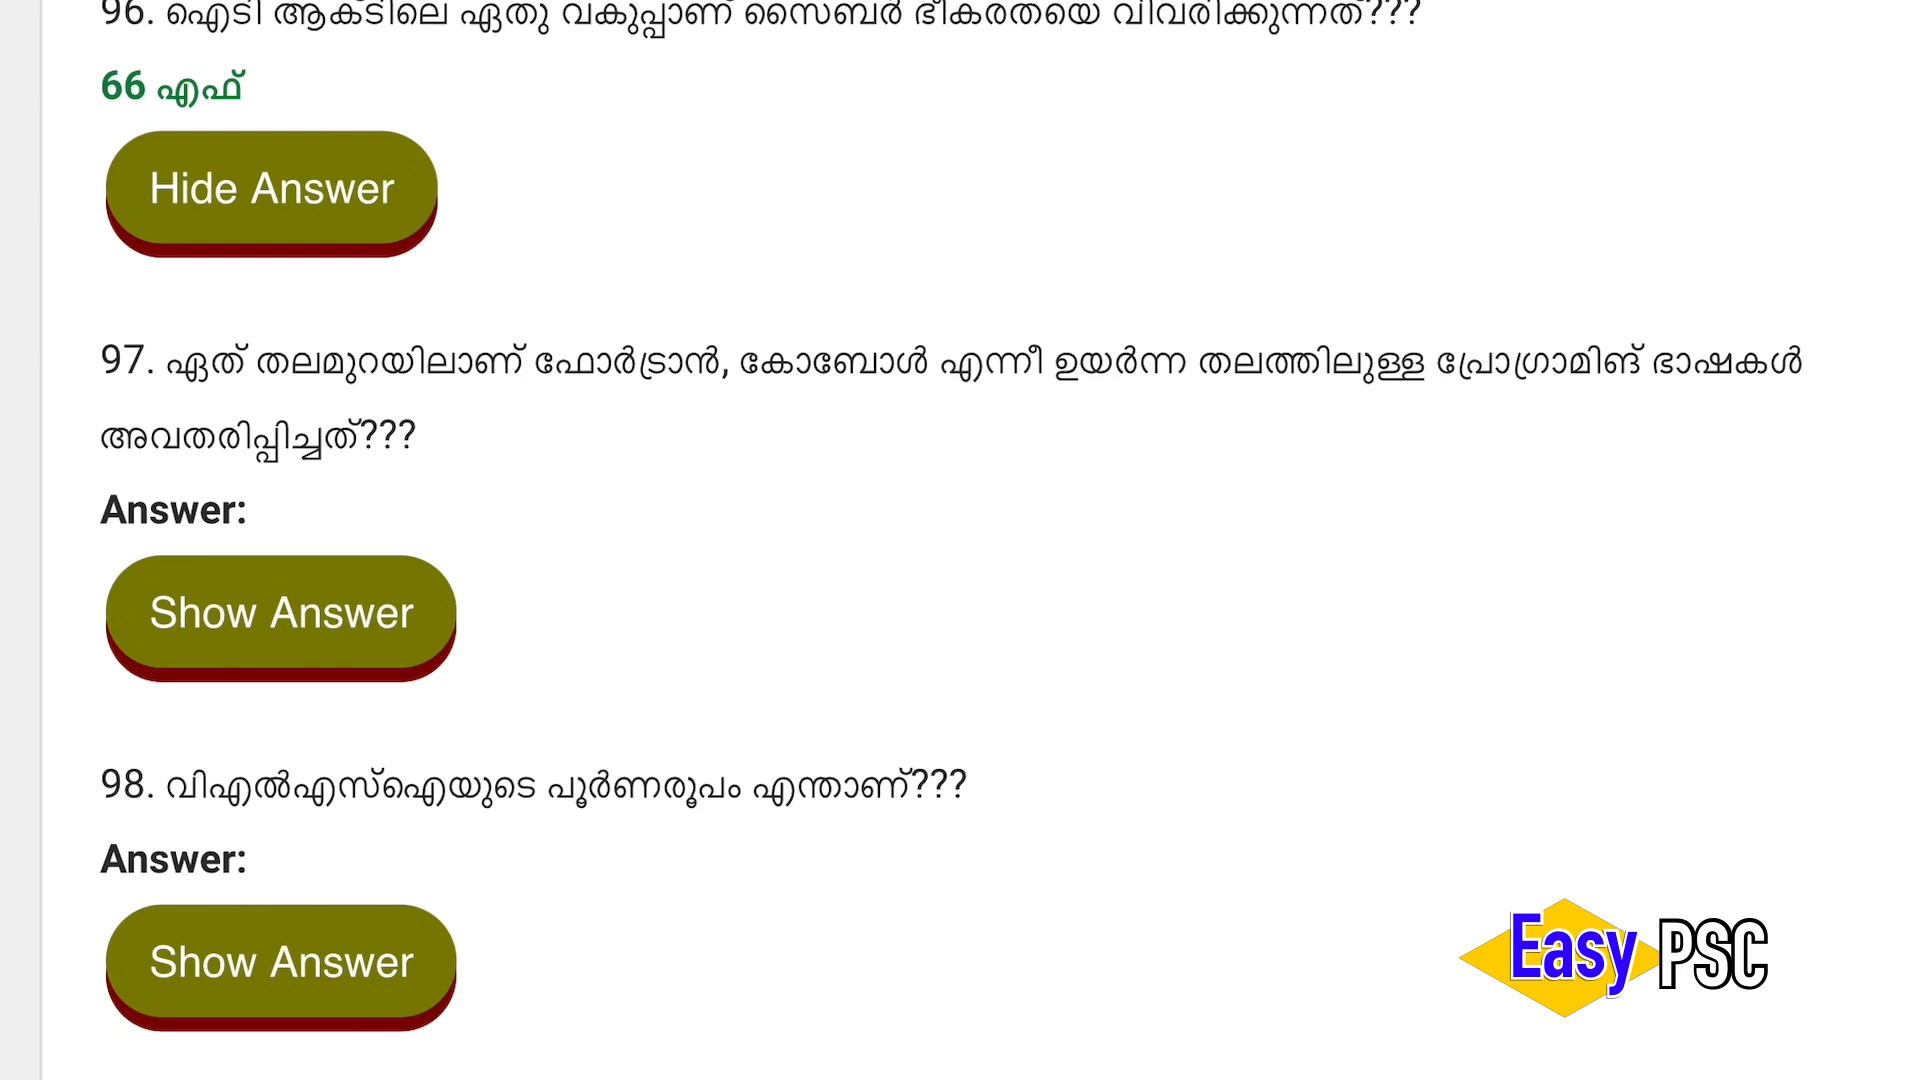 96. ഐടി ആക്ടിലെ ഏതു വകുപ്പാണ് സൈബർ ഭീകരതയെ വിവരിക്കുന്നത്???
66 എഫ്
Hide Answer
97. ഏത് തലമുറയിലാണ് ഫോർട്രാൻ, കോബോൾ എന്നീ ഉയർന്ന തലത്തിലുള്ള പ്രോഗ്രാമിങ് ഭാഷകൾ
അവതരിപ്പിച്ചത്???
Answer:
Show Answer
98. വിഎൽഎസ്ഐയുടെ പൂർണരൂപം എന്താണ്???
Answer:
Show Answer
Easy PSC